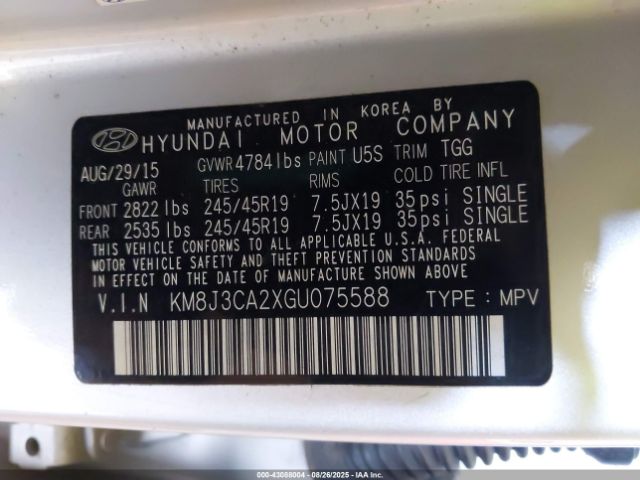 MANUFACTURED IN KOREA BY
HYUNDAI MOTOR COMPANY
AUG/29/15 GVWR 4784 lbs PAINT U5S TRIM TGG
GAWR TIRES RIMS COLD TIRE INFL
FRONT 2822 lbs 245/45R19 7.5JX19 35psi SINGLE
REAR 2535 lbs 245/45R19 7.5JX19 35psi SINGLE
THIS VEHICLE CONFORMS TO ALL APPLICABLE U.S.A. FEDERAL
MOTOR VEHICLE SAFETY AND THEFT PREVENTION STANDARDS
IN EFFECT ON THE DATE OF MANUFACTURE SHOWN ABOVE
V.I.N KM8J3CA2XGU075588 TYPE : MPV
000-43088004 - 08/26/2025 - IAA Inc.